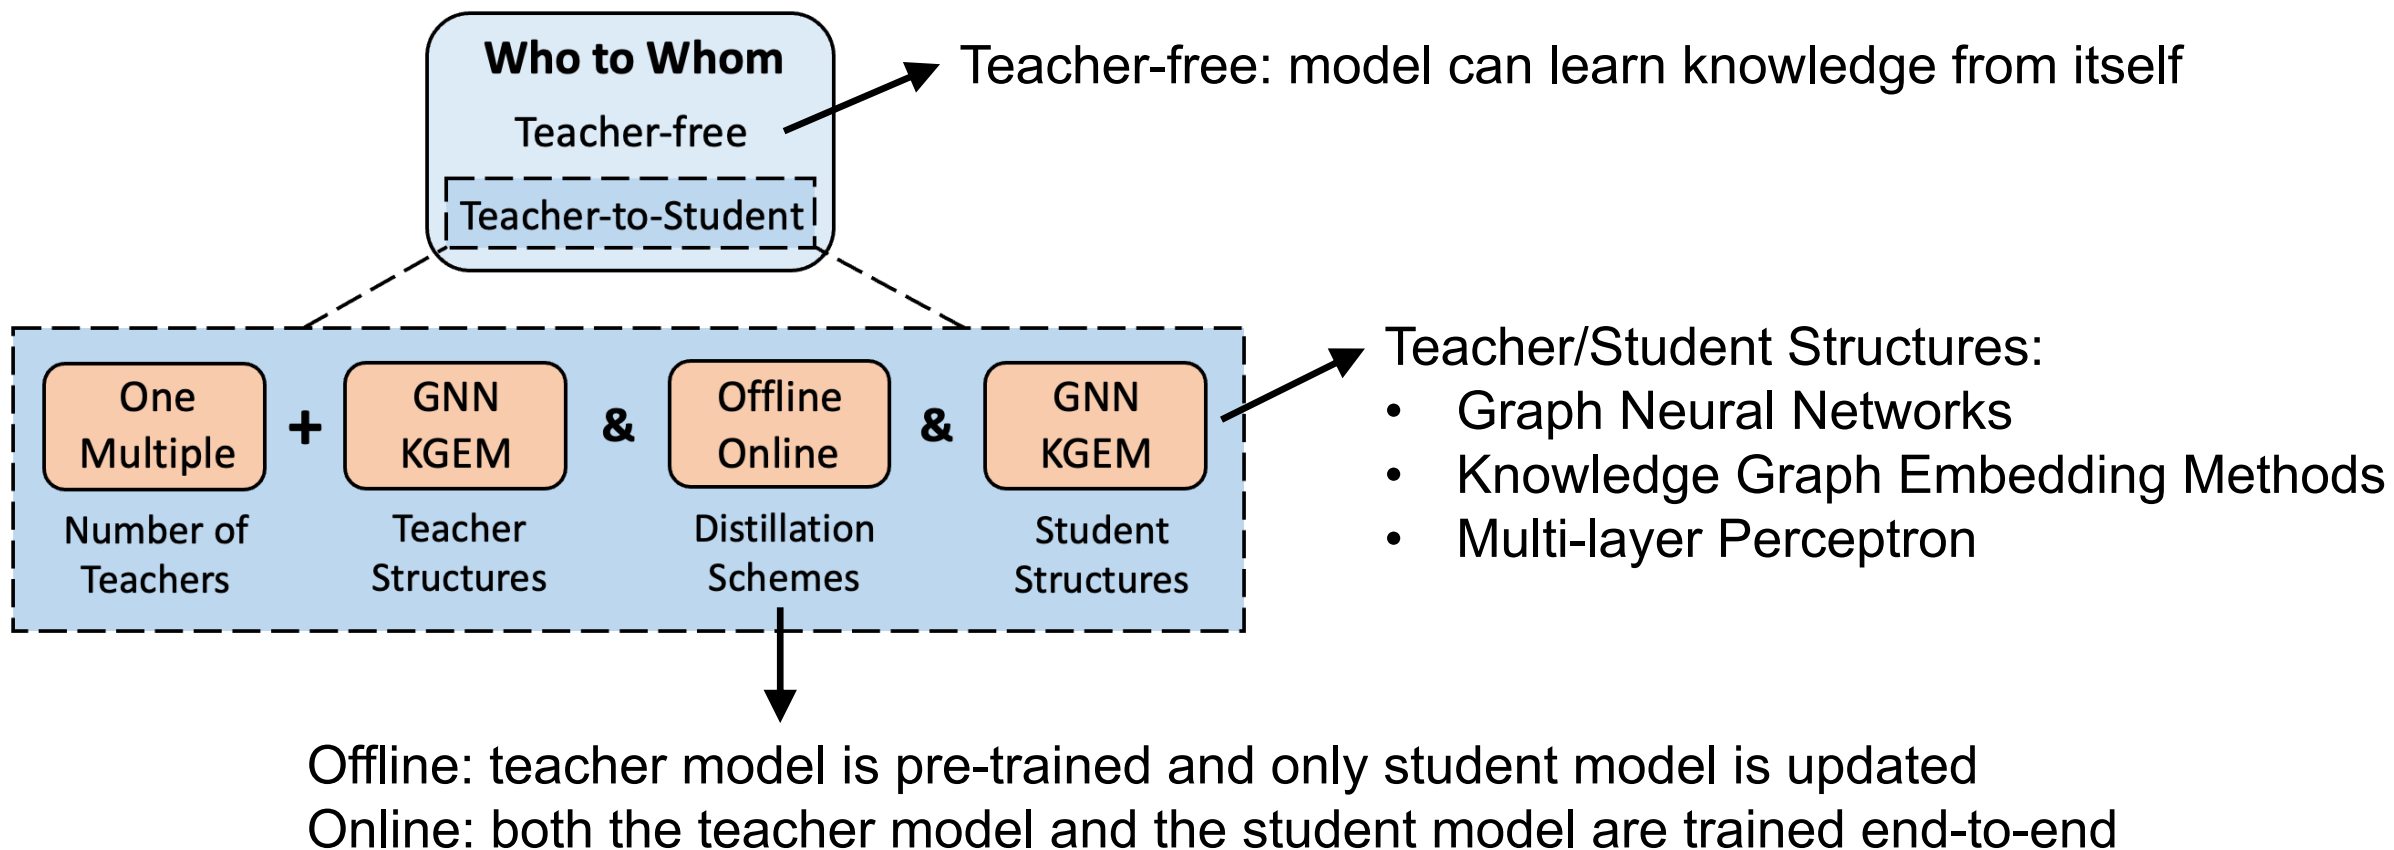 Who to Whom
Teacher-free
Teacher-to-Student
Teacher-free: model can learn knowledge from itself
One
Multiple
+
GNN
KGEM
&
Offline
Online
&
GNN
KGEM
Number of
Teachers
Teacher
Structures
Distillation
Schemes
Student
Structures
Teacher/Student Structures:
• Graph Neural Networks
• Knowledge Graph Embedding Methods
• Multi-layer Perceptron
Offline: teacher model is pre-trained and only student model is updated
Online: both the teacher model and the student model are trained end-to-end